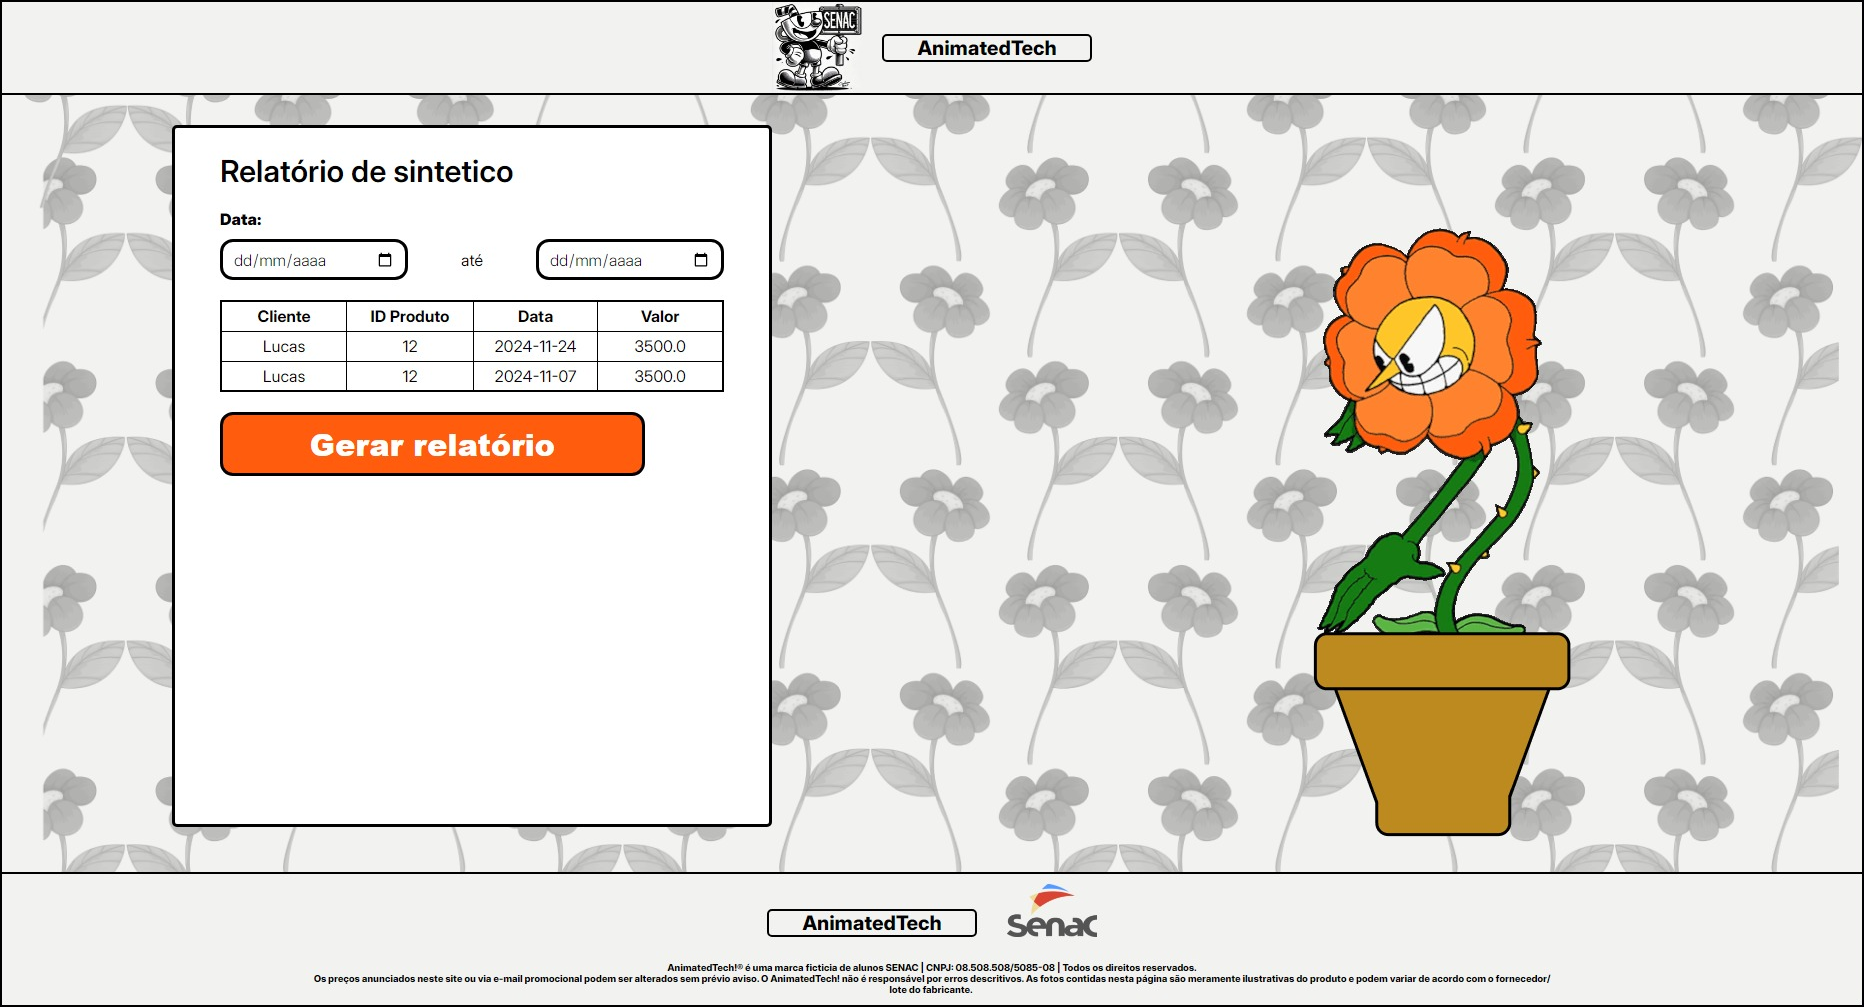 SENAC
AnimatedTech
Relatório de sintetico
Data:
dd/mm/aaaa até dd/mm/aaaa
Cliente ID Produto Data Valor
Lucas 12 2024-11-24 3500.0
Lucas 12 2024-11-07 3500.0
Gerar relatório
AnimatedTech
Senac
AnimatedTech!® é uma marca ficticia de alunos SENAC | CNPJ: 08.508.508/5085-08 | Todos os direitos reservados.
Os preços anunciados neste site ou via e-mail promocional podem ser alterados sem prévio aviso. O AnimatedTech! não é responsável por erros descritivos. As fotos contidas nesta página são meramente ilustrativas do produto e podem variar de acordo com o fornecedor/
lote do fabricante.